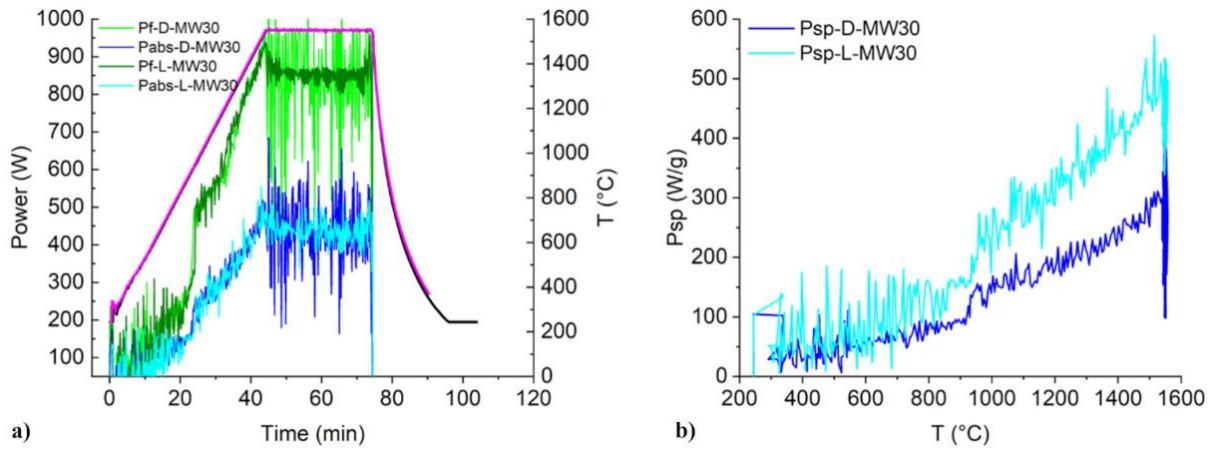 Pf-D-MW30
Pabs-D-MW30
Pf-L-MW30
Pabs-L-MW30
1000
900
800
700
600
500
400
300
200
100
Power (W)
0 20 40 60 80 100 120
Time (min)
1600
1400
1200
1000
800
600
400
200
0
T (°C)
a)
Psp-D-MW30
Psp-L-MW30
600
500
400
300
200
100
0
Psp (W/g)
200 400 600 800 1000 1200 1400 1600
T (°C)
b)